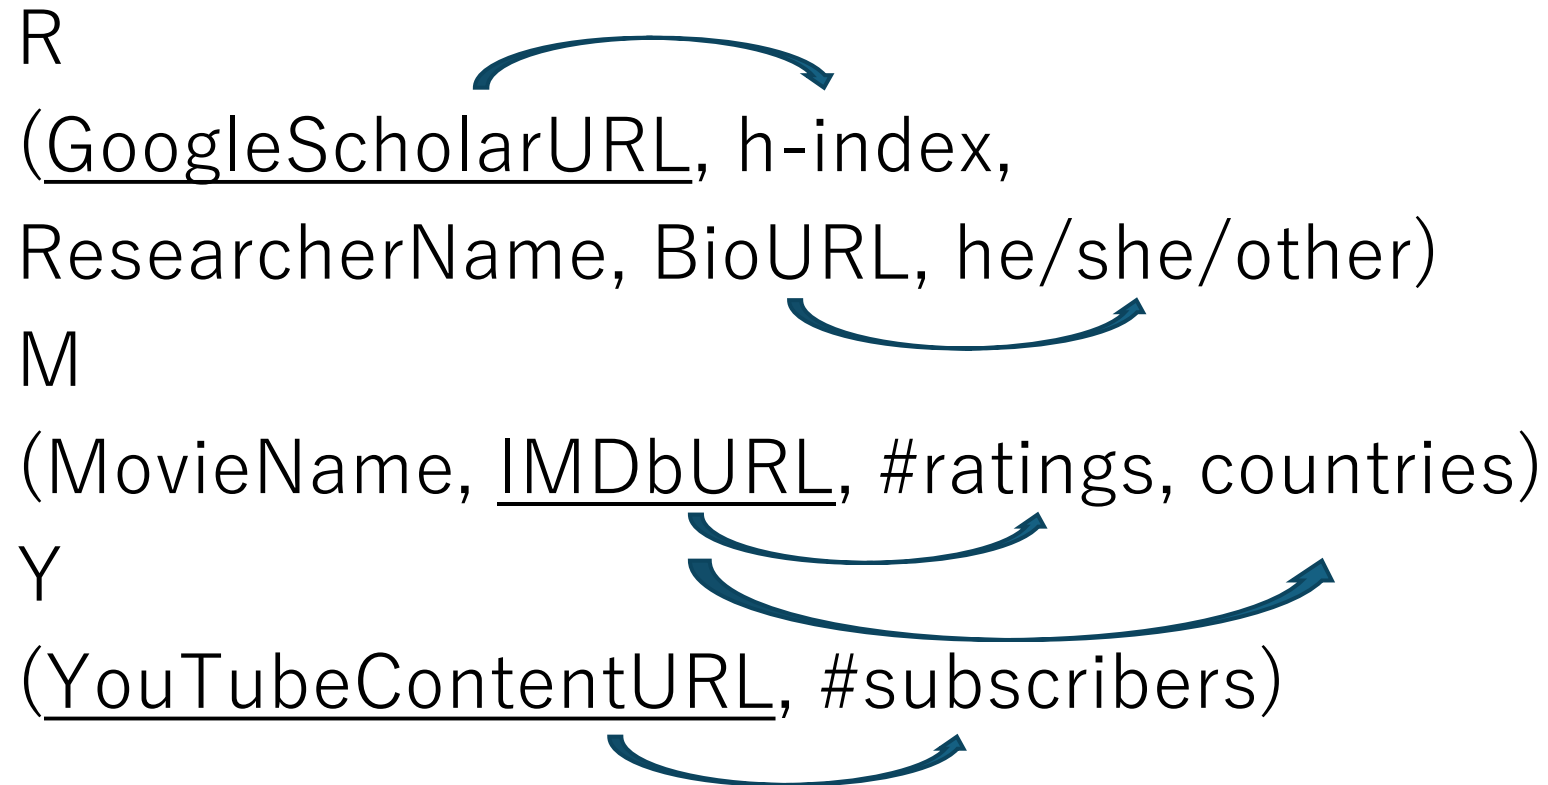 R
(GoogleScholarURL, h-index,
ResearcherName, BioURL, he/she/other)
M
(MovieName, IMDbURL, #ratings, countries)
Y
(YouTubeContentURL, #subscribers)